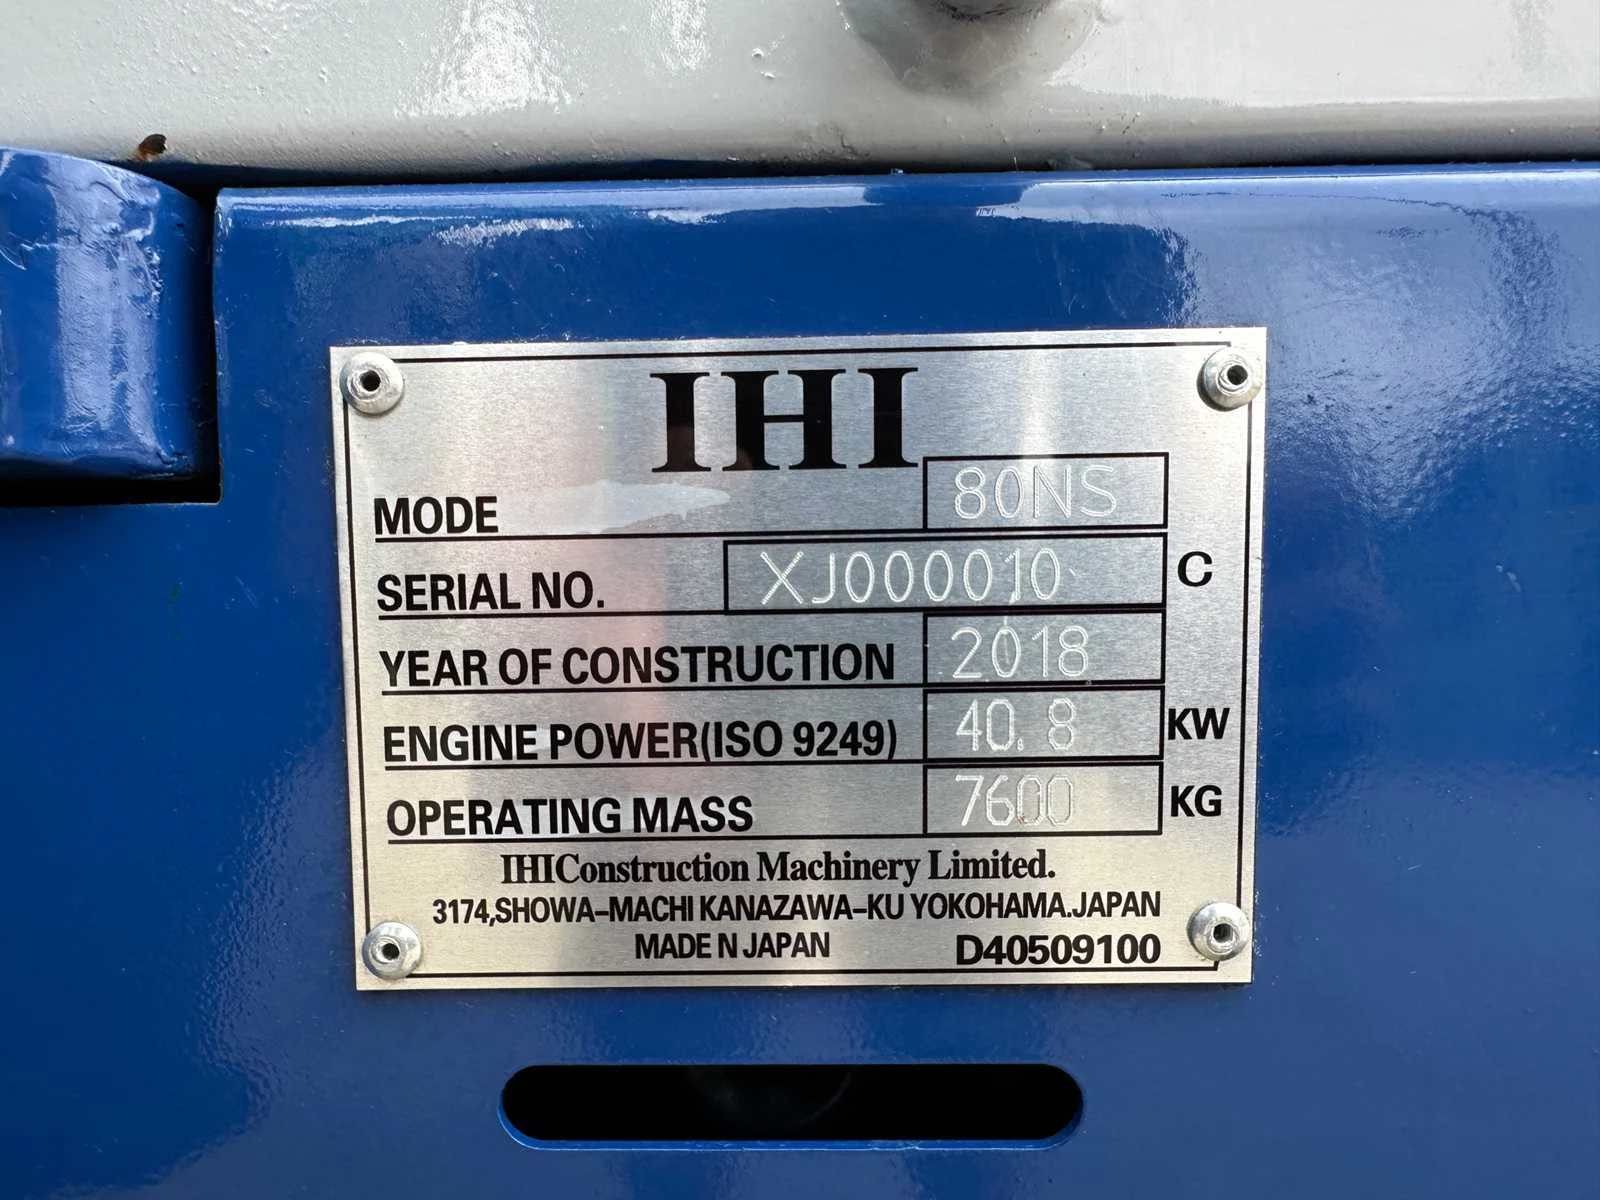 IHI
MODE 80NS
SERIAL NO. XJ000010 C
YEAR OF CONSTRUCTION 2018
ENGINE POWER(ISO 9249) 40.8 KW
OPERATING MASS 7600 KG
IHIConstruction Machinery Limited.
3174,SHOWA-MACHI KANAZAWA-KU YOKOHAMA.JAPAN
MADE N JAPAN D40509100